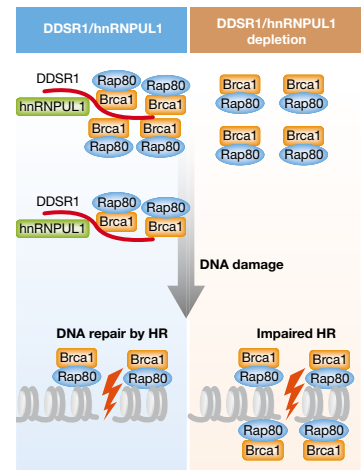 DDSR1/hnRNPUL1
DDSR1/hnRNPUL1
depletion
DDSR1
Rap80
Rap80
hnRNPUL1
Brca1
Brca1
Brca1
Brca1
Rap80
Rap80
Brca1
Brca1
Rap80
Rap80
Brca1
Brca1
Rap80
Rap80
DDSR1
Rap80
Rap80
hnRNPUL1
Brca1
Brca1
DNA damage
DNA repair by HR
Impaired HR
Brca1
Brca1
Rap80
Rap80
Brca1
Brca1
Rap80
Rap80
Rap80
Rap80
Brca1
Brca1